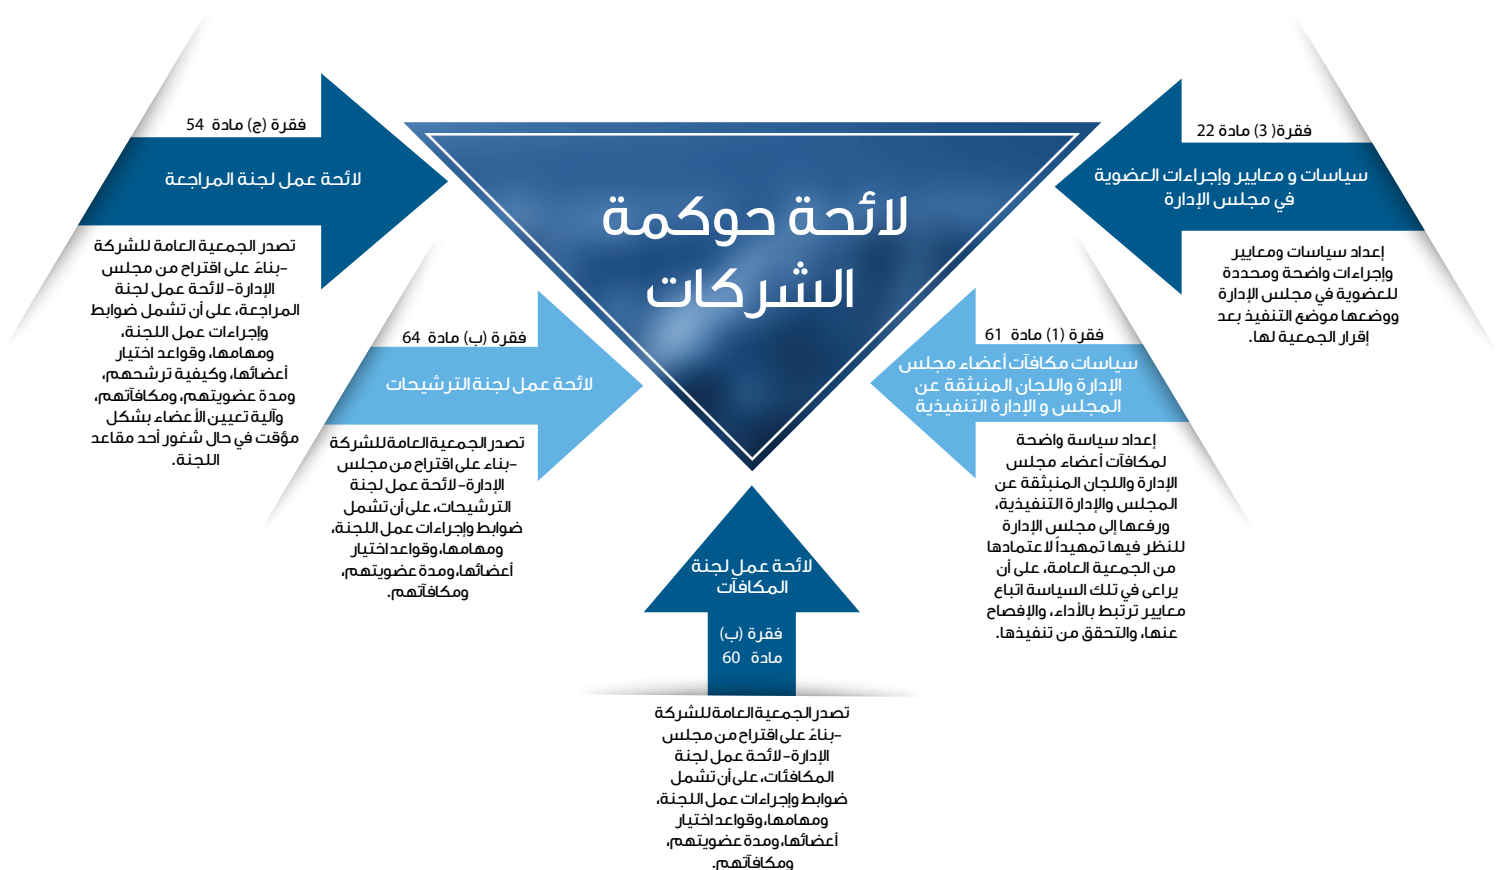 لائحة حوكمة
الشركات
فقرة( 3) مادة 22
سياسات و معايير وإجراءات العضوية
في مجلس الإدارة
إعداد سياسات ومعايير
وإجراءات واضحة ومحددة
للعضوية في مجلس الإدارة
ووضعها موضع التنفيذ بعد
إقرار الجمعية لها.
فقرة (1) مادة 61
سياسات مكافآت أعضاء مجلس
الإدارة واللجان المنبثقة عن
المجلس و الإدارة التنفيذية
إعداد سياسة واضحة
لمكافآت أعضاء مجلس
الإدارة واللجان المنبثقة عن
المجلس والإدارة التنفيذية،
ورفعها إلى مجلس الإدارة
للنظر فيها تمهيداً لاعتمادها
من الجمعية العامة، على أن
يراعى في تلك السياسة اتباع
معايير ترتبط بالأداء، والإفصاح
عنها، والتحقق من تنفيذها.
لائحة عمل لجنة
المكافآت
فقرة (ب)
مادة 60
تصدر الجمعية العامة للشركة
-بناءً على اقتراح من مجلس
الإدارة- لائحة عمل لجنة
المكافئات، على أن تشمل
ضوابط وإجراءات عمل اللجنة،
ومهامها، وقواعد اختيار
أعضائها، ومدة عضويتهم،
ومكافآتهم.
فقرة (ب) مادة 64
لائحة عمل لجنة الترشيحات
تصدر الجمعية العامة للشركة
-بناء على اقتراح من مجلس
الإدارة- لائحة عمل لجنة
الترشيحات، على أن تشمل
ضوابط وإجراءات عمل اللجنة،
ومهامها، وقواعد اختيار
أعضائها، ومدة عضويتهم،
ومكافآتهم.
فقرة (ج) مادة 54
لائحة عمل لجنة المراجعة
تصدر الجمعية العامة للشركة
-بناءً على اقتراح من مجلس
الإدارة- لائحة عمل لجنة
المراجعة، على أن تشمل ضوابط
وإجراءات عمل اللجنة،
ومهامها، وقواعد اختيار
أعضائها، وكيفية ترشحهم،
ومدة عضويتهم، ومكافآتهم،
وآلية تعيين الأعضاء بشكل
مؤقت في حال شغور أحد مقاعد
اللجنة.